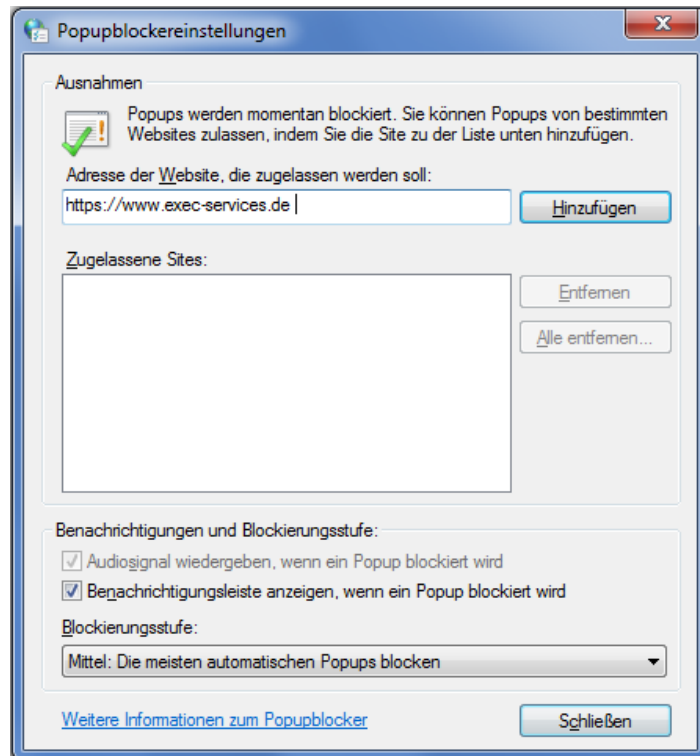 Popupblockereinstellungen
Ausnahmen
Popups werden momentan blockiert. Sie können Popups von bestimmten
Websites zulassen, indem Sie die Site zu der Liste unten hinzufügen.
Adresse der Website, die zugelassen werden soll:
https://www.exec-services.de
Hinzufügen
Zugelassene Sites:
Entfernen
Alle entfernen...
Benachrichtigungen und Blockierungsstufe:
Audiosignal wiedergeben, wenn ein Popup blockiert wird
Benachrichtigungsleiste anzeigen, wenn ein Popup blockiert wird
Blockierungsstufe:
Mittel: Die meisten automatischen Popups blocken
Weitere Informationen zum Popupblocker
Schließen